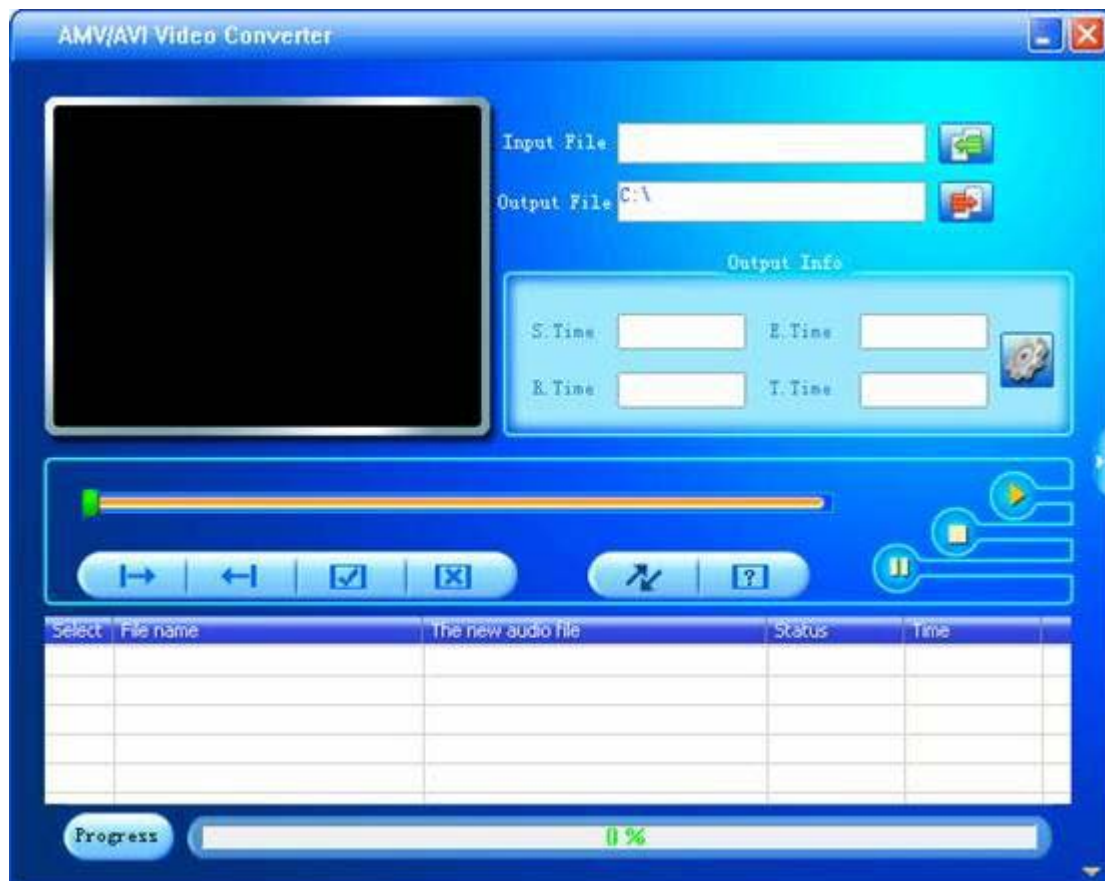 AMV/AVI Video Converter
Input File
Output File C:\
Output Info
S.Time E.Time
R.Time T.Time
?
Select File name The new audio file Status Time
Progress 0 %